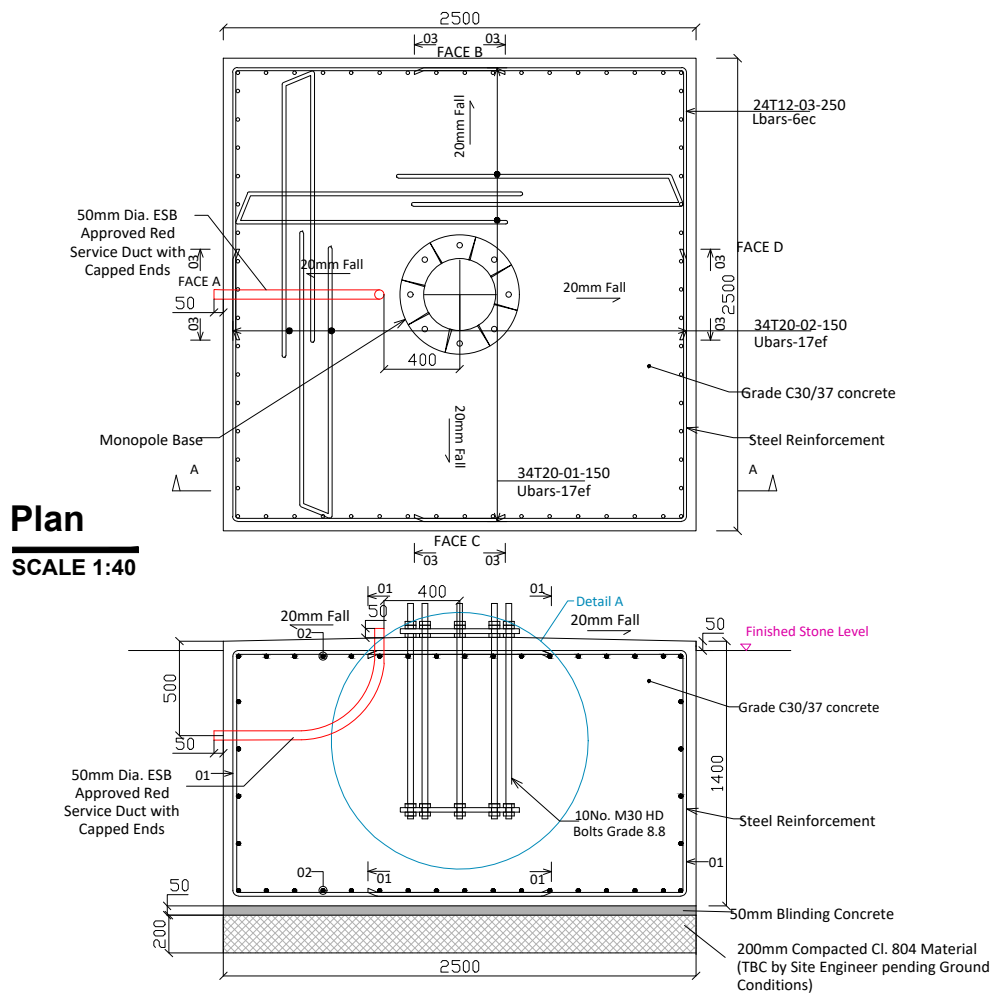 2500
03 03
FACE B
20mm Fall
24T12-03-250
Lbars-6ec
50mm Dia. ESB
Approved Red
Service Duct with
Capped Ends
03
FACE A
50
03
20mm Fall
20mm Fall
FACE D
03
2500
03
34T20-02-150
Ubars-17ef
400
Grade C30/37 concrete
Monopole Base
20mm Fall
Steel Reinforcement
A
A
34T20-01-150
Ubars-17ef
Plan
SCALE 1:40
FACE C
03 03
01 01
400
50
Detail A
20mm Fall
20mm Fall
02
50
Finished Stone Level
500
Grade C30/37 concrete
50
01
50mm Dia. ESB
Approved Red
Service Duct with
Capped Ends
1400
10No. M30 HD
Bolts Grade 8.8
Steel Reinforcement
02
01
01
01
50
50mm Blinding Concrete
200
200mm Compacted Cl. 804 Material
(TBC by Site Engineer pending Ground
Conditions)
2500